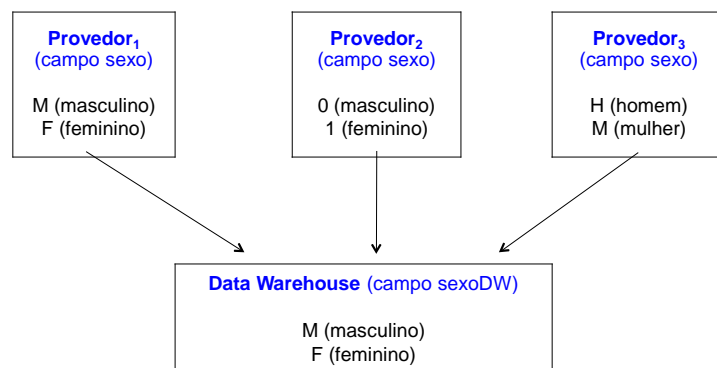 Provedor1
(campo sexo)
M (masculino)
F (feminino)
Provedor2
(campo sexo)
0 (masculino)
1 (feminino)
Provedor3
(campo sexo)
H (homem)
M (mulher)
Data Warehouse (campo sexoDW)
M (masculino)
F (feminino)